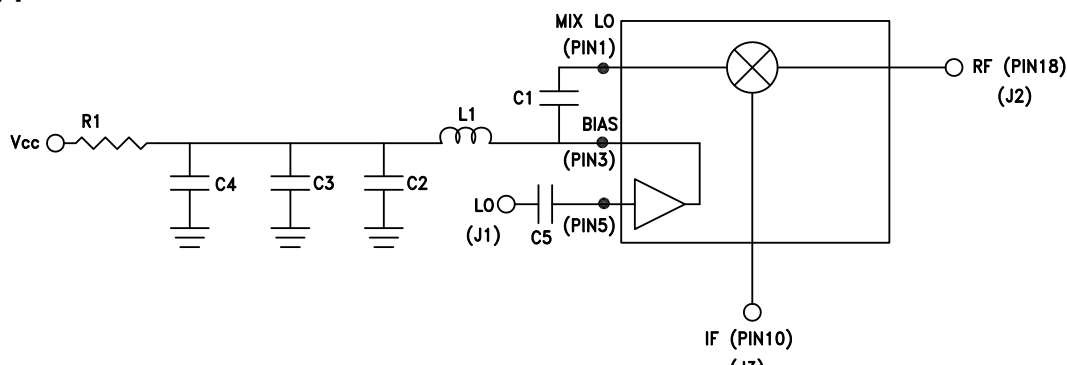 MIX LO
(PIN1)
RF (PIN18)
(J2)
C1
L1
BIAS
R1
Vcc
(PIN3)
C4
C3
C2
LO
(J1)
C5
(PIN5)
IF (PIN10)